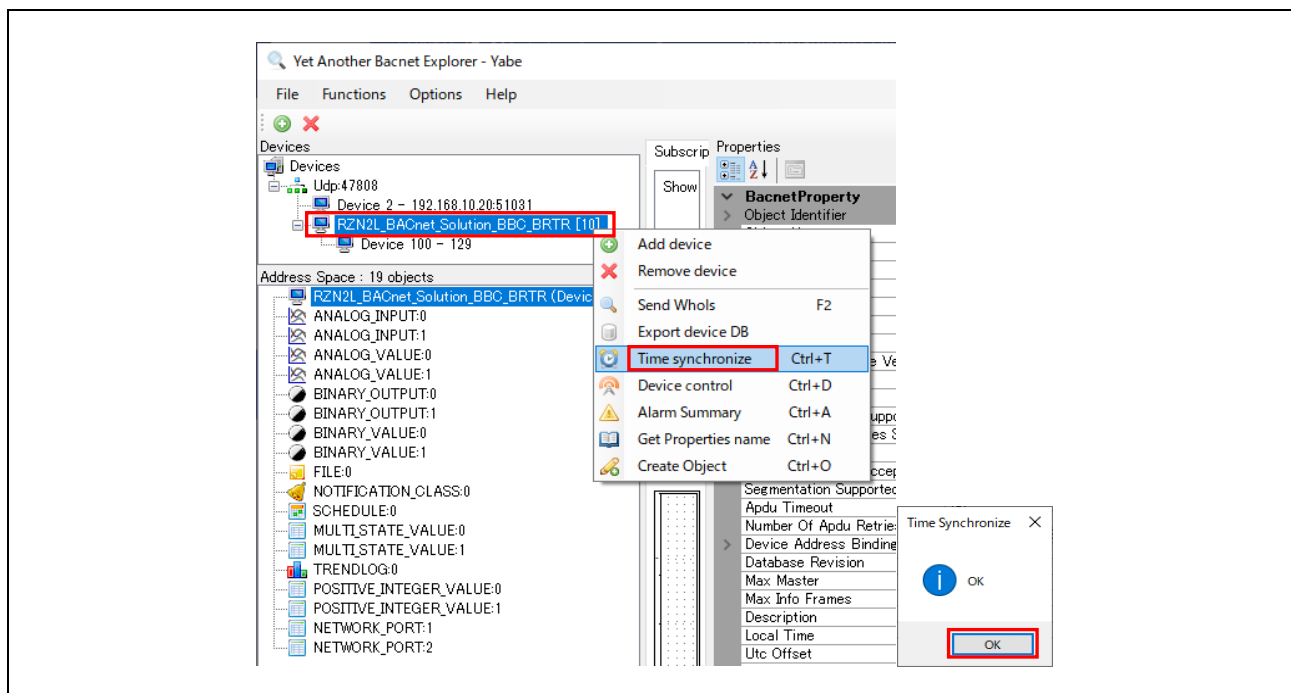 Yet Another Bacnet Explorer - Yabe
File Functions Options Help
Devices
Devices
Udp:47808
Device 2 - 192.168.10.20:51031
RZN2L_BACnet_Solution_BBC_BRTR [10]
Device 100 - 129
Address Space : 19 objects
RZN2L_BACnet_Solution_BBC_BRTR (Devic
ANALOG_INPUT:0
ANALOG_INPUT:1
ANALOG_VALUE:0
ANALOG_VALUE:1
BINARY_OUTPUT:0
BINARY_OUTPUT:1
BINARY_VALUE:0
BINARY_VALUE:1
FILE:0
NOTIFICATION_CLASS:0
SCHEDULE:0
MULTI_STATE_VALUE:0
MULTI_STATE_VALUE:1
TRENDLOG:0
POSITIVE_INTEGER_VALUE:0
POSITIVE_INTEGER_VALUE:1
NETWORK_PORT:1
NETWORK_PORT:2
Subscrip
Show
Properties
BacnetProperty
Object Identifier
Add device
Remove device
Send WhoIs F2
Export device DB
Time synchronize Ctrl+T
Device control Ctrl+D
Alarm Summary Ctrl+A
Get Properties name Ctrl+N
Create Object Ctrl+O
Segmentation Supported
Apdu Timeout
Number Of Apdu Retrie
Device Address Binding
Database Revision
Max Master
Max Info Frames
Description
Local Time
Utc Offset
Time Synchronize
OK
OK